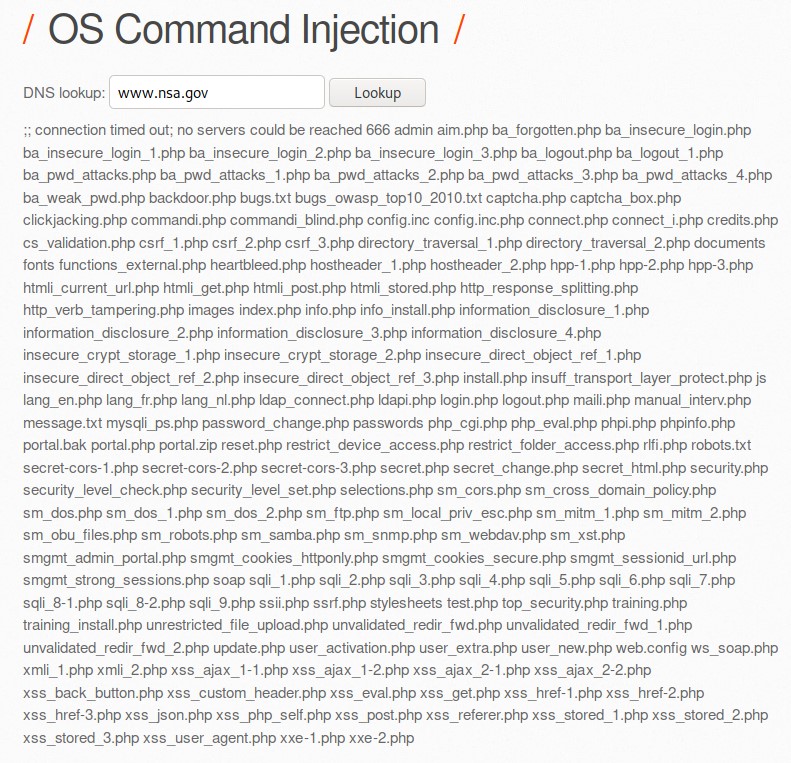 / OS Command Injection /
DNS lookup: www.nsa.gov Lookup
;; connection timed out; no servers could be reached 666 admin aim.php ba_forgotten.php ba_insecure_login.php
ba_insecure_login_1.php ba_insecure_login_2.php ba_insecure_login_3.php ba_logout.php ba_logout_1.php
ba_pwd_attacks.php ba_pwd_attacks_1.php ba_pwd_attacks_2.php ba_pwd_attacks_3.php ba_pwd_attacks_4.php
ba_weak_pwd.php backdoor.php bugs.txt bugs_owasp_top10_2010.txt captcha.php captcha_box.php
clickjacking.php commandi.php commandi_blind.php config.inc config.inc.php connect.php connect_i.php credits.php
cs_validation.php csrf_1.php csrf_2.php csrf_3.php directory_traversal_1.php directory_traversal_2.php documents
fonts functions_external.php heartbleed.php hostheader_1.php hostheader_2.php hpp-1.php hpp-2.php hpp-3.php
htmli_current_url.php htmli_get.php htmli_post.php htmli_stored.php http_response_splitting.php
http_verb_tampering.php images index.php info.php info_install.php information_disclosure_1.php
information_disclosure_2.php information_disclosure_3.php information_disclosure_4.php
insecure_crypt_storage_1.php insecure_crypt_storage_2.php insecure_direct_object_ref_1.php
insecure_direct_object_ref_2.php insecure_direct_object_ref_3.php install.php insuff_transport_layer_protect.php js
lang_en.php lang_fr.php lang_nl.php ldap_connect.php ldapi.php login.php logout.php maili.php manual_interv.php
message.txt mysqli_ps.php password_change.php passwords php_cgi.php php_eval.php phpi.php phpinfo.php
portal.bak portal.php portal.zip reset.php restrict_device_access.php restrict_folder_access.php rlfi.php robots.txt
secret-cors-1.php secret-cors-2.php secret-cors-3.php secret.php secret_change.php secret_html.php security.php
security_level_check.php security_level_set.php selections.php sm_cors.php sm_cross_domain_policy.php
sm_dos.php sm_dos_1.php sm_dos_2.php sm_ftp.php sm_local_priv_esc.php sm_mitm_1.php sm_mitm_2.php
sm_obu_files.php sm_robots.php sm_samba.php sm_snmp.php sm_webdav.php sm_xst.php
smgmt_admin_portal.php smgmt_cookies_httponly.php smgmt_cookies_secure.php smgmt_sessionid_url.php
smgmt_strong_sessions.php soap sqli_1.php sqli_2.php sqli_3.php sqli_4.php sqli_5.php sqli_6.php sqli_7.php
sqli_8-1.php sqli_8-2.php sqli_9.php ssii.php ssrf.php stylesheets test.php top_security.php training.php
training_install.php unrestricted_file_upload.php unvalidated_redir_fwd.php unvalidated_redir_fwd_1.php
unvalidated_redir_fwd_2.php update.php user_activation.php user_extra.php user_new.php web.config ws_soap.php
xmli_1.php xmli_2.php xss_ajax_1-1.php xss_ajax_1-2.php xss_ajax_2-1.php xss_ajax_2-2.php
xss_back_button.php xss_custom_header.php xss_eval.php xss_get.php xss_href-1.php xss_href-2.php
xss_href-3.php xss_json.php xss_php_self.php xss_post.php xss_referer.php xss_stored_1.php xss_stored_2.php
xss_stored_3.php xss_user_agent.php xxe-1.php xxe-2.php